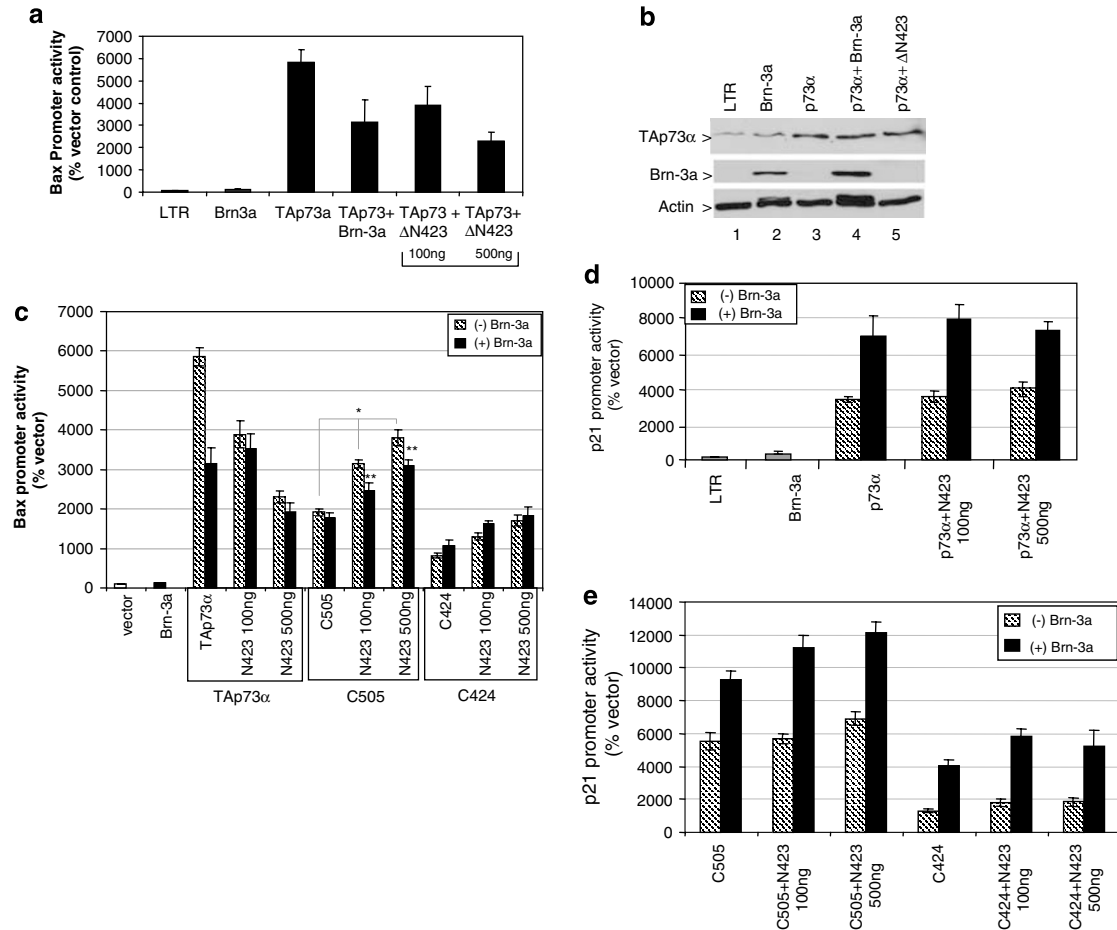 a
Bax Promoter activity
(% vector control)
7000
6000
5000
4000
3000
2000
1000
0
LTR
Brn3a
TAp73a
TAp73+
Brn-3a
TAp73 +
ΔN423
100ng
TAp73+
ΔN423
500ng
b
LTR
Brn-3a
p73α
p73α+ Brn-3a
p73α+ ΔN423
TAp73α >
Brn-3a >
Actin >
1 2 3 4 5
c
Bax promoter activity
(% vector)
7000
6000
5000
4000
3000
2000
1000
0
(-) Brn-3a
(+) Brn-3a
*
**
**
vector
Brn-3a
TAp73α
N423 100ng
N423 500ng
C505
N423 100ng
N423 500ng
C424
N423 100ng
N423 500ng
TAp73α
C505
C424
d
p21 promoter activity
(% vector)
10000
8000
6000
4000
2000
0
(-) Brn-3a
(+) Brn-3a
LTR
Brn-3a
p73α
p73α+N423
100ng
p73α+N423
500ng
e
p21 promoter activity
(% vector)
14000
12000
10000
8000
6000
4000
2000
0
(-) Brn-3a
(+) Brn-3a
C505
C505+N423
100ng
C505+N423
500ng
C424
C424+N423
100ng
C424+N423
500ng